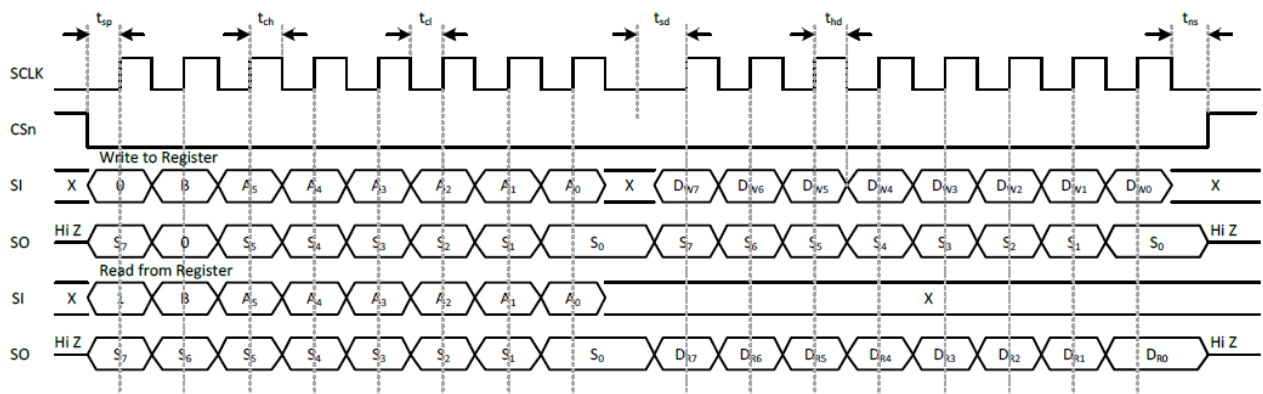 tsp tch tcl tsd thd tns
SCLK
CSn
Write to Register
SI X 0 B A5 A4 A3 A2 A1 A0 X DW7 DW6 DW5 DW4 DW3 DW2 DW1 DW0 X
SO Hi Z S7 0 S5 S4 S3 S2 S1 S0 S7 S6 S5 S4 S3 S2 S1 S0 Hi Z
Read from Register
SI X 1 B A5 A4 A3 A2 A1 A0 X
SO Hi Z S7 S6 S5 S4 S3 S2 S1 S0 DR7 DR6 DR5 DR4 DR3 DR2 DR1 DR0 Hi Z